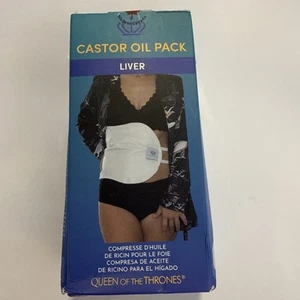 CASTOR OIL PACK
LIVER
COMPRESSE D'HUILE
DE RICIN POUR LE FOIE
COMPRESA DE ACEITE
DE RICINO PARA EL HÍGADO
QUEEN OF THE THRONES®